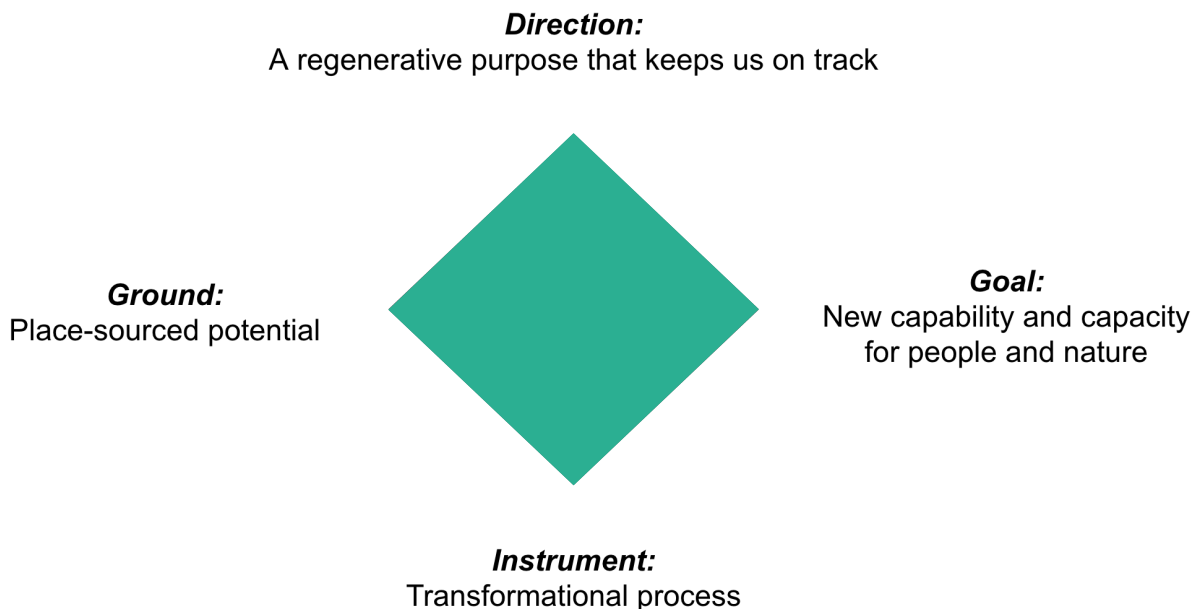 Direction:
A regenerative purpose that keeps us on track
Ground:
Place-sourced potential
Goal:
New capability and capacity
for people and nature
Instrument:
Transformational process